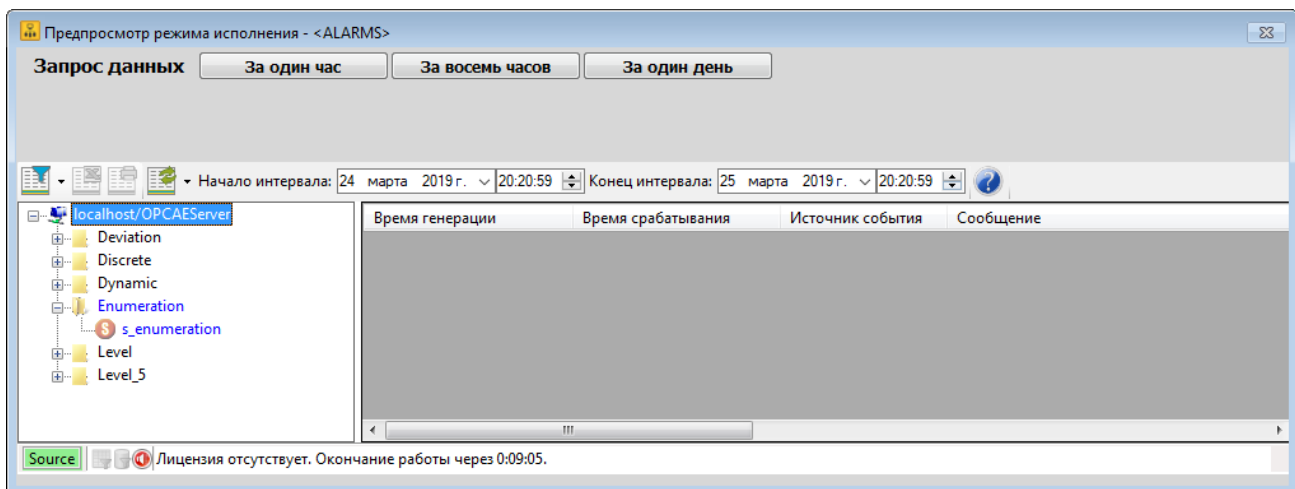 Предпросмотр режима исполнения - <ALARMS>
Запрос данных За один час За восемь часов За один день
Начало интервала: 24 марта 2019 г. 20:20:59 Конец интервала: 25 марта 2019 г. 20:20:59 ?
localhost/OPCAEServer
Время генерации Время срабатывания Источник события Сообщение
Deviation
Discrete
Dynamic
Enumeration
S s_enumeration
Level
Level_5
Source Лицензия отсутствует. Окончание работы через 0:09:05.